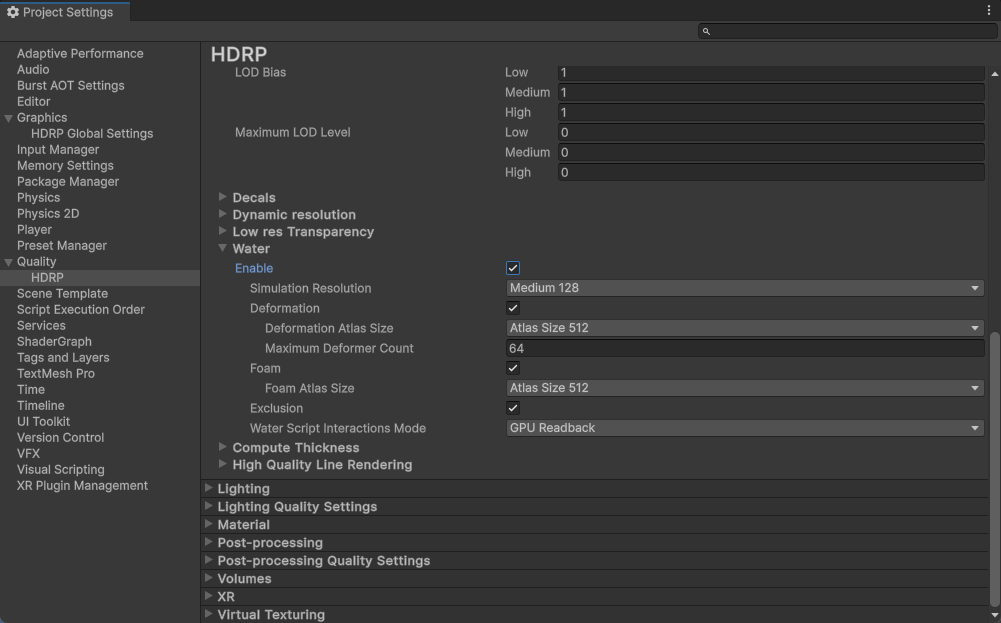 Project Settings
Adaptive Performance
Audio
Burst AOT Settings
Editor
Graphics
HDRP Global Settings
Input Manager
Memory Settings
Package Manager
Physics
Physics 2D
Player
Preset Manager
Quality
HDRP
Scene Template
Script Execution Order
Services
ShaderGraph
Tags and Layers
TextMesh Pro
Time
Timeline
UI Toolkit
Version Control
VFX
Visual Scripting
XR Plugin Management
HDRP
LOD Bias Low 1
Medium 1
High 1
Maximum LOD Level Low 0
Medium 0
High 0
Decals
Dynamic resolution
Low res Transparency
Water
Enable
Simulation Resolution Medium 128
Deformation
Deformation Atlas Size Atlas Size 512
Maximum Deformer Count 64
Foam
Foam Atlas Size Atlas Size 512
Exclusion
Water Script Interactions Mode GPU Readback
Compute Thickness
High Quality Line Rendering
Lighting
Lighting Quality Settings
Material
Post-processing
Post-processing Quality Settings
Volumes
XR
Virtual Texturing